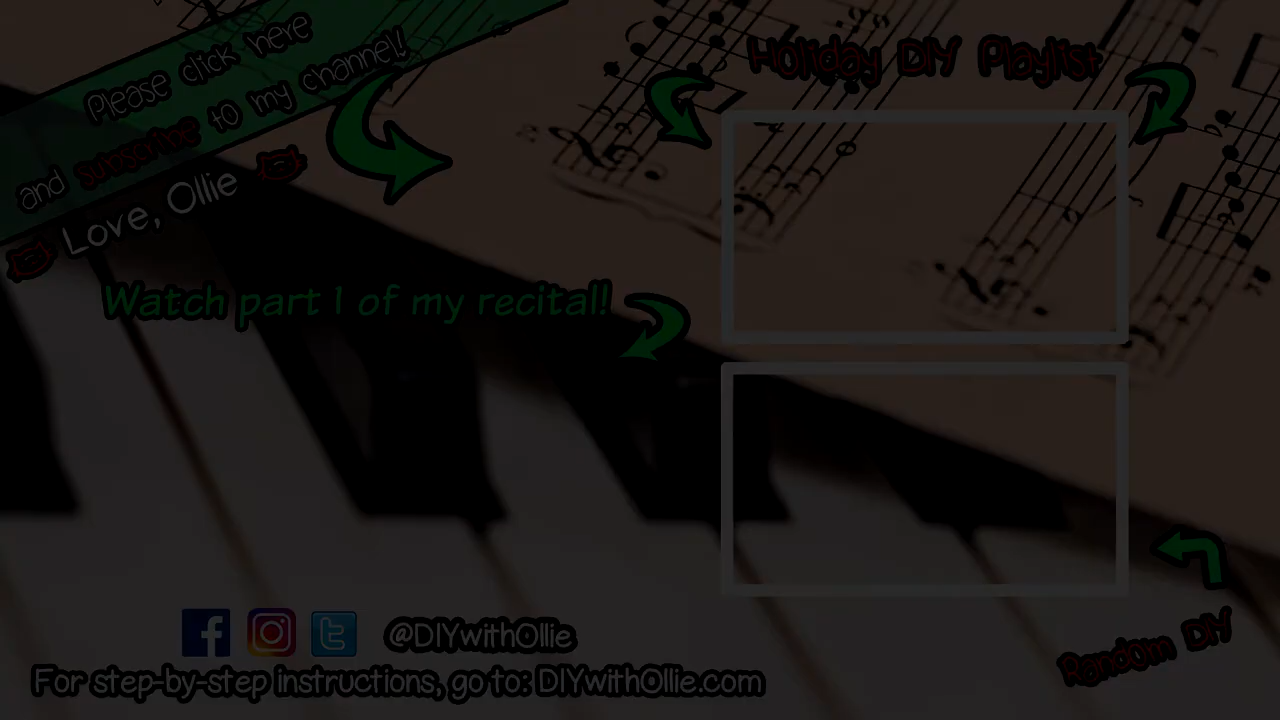 Please click here
and subscribe to my channel!
Love, Ollie
Holiday DIY Playlist
Watch part 1 of my recital!
@DIYwithOllie
For step-by-step instructions, go to: DIYwithOllie.com
Random DIY